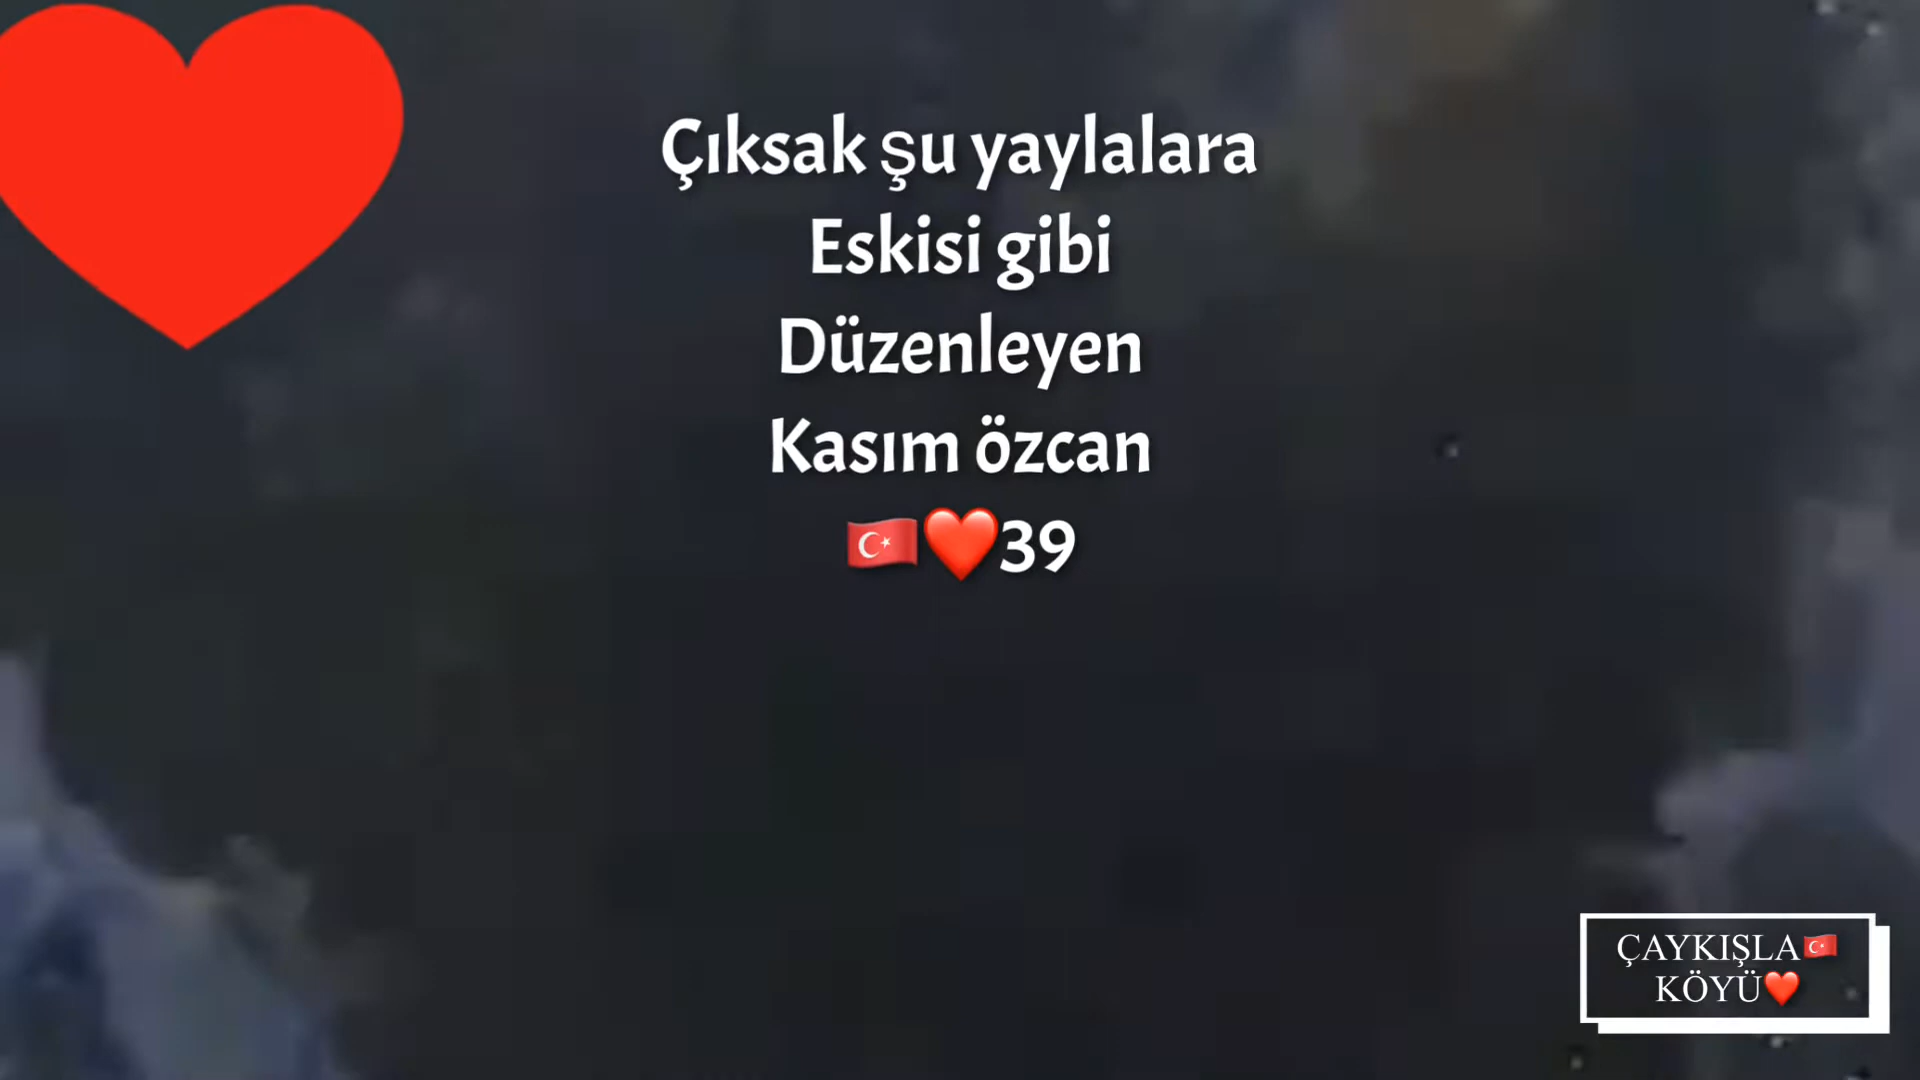 Çıksak şu yaylalara
Eskisi gibi
Düzenleyen
Kasım özcan
🇹🇷❤️39
ÇAYKIŞLA🇹🇷
KÖYÜ❤️